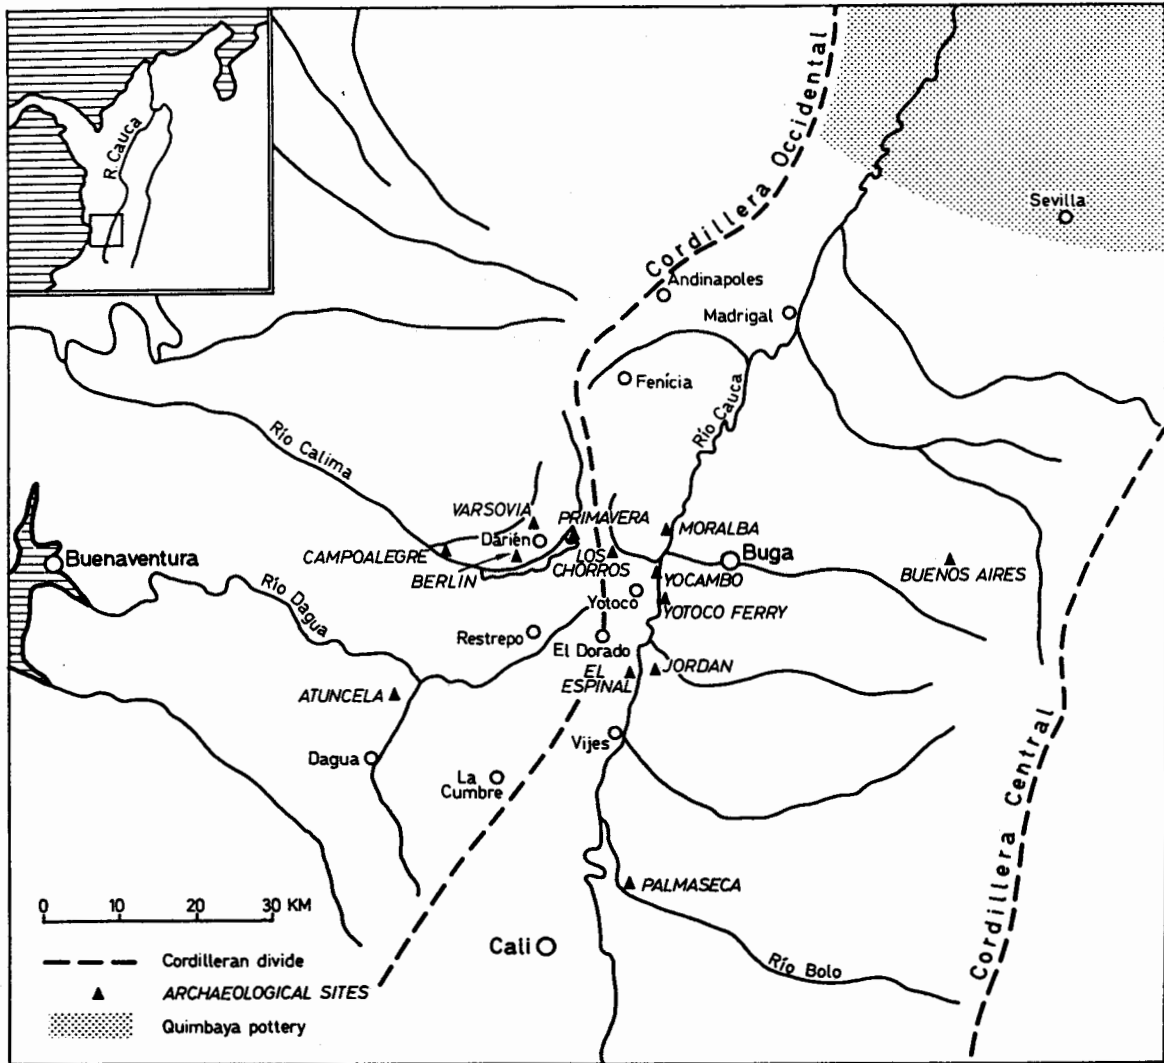 R. Cauca
Cordillera Occidental
Sevilla
Andinapoles
Madrigal
Fenícia
Río Cauca
Río Calima
VARSOVIA
PRIMAVERA
MORALBA
Darién
CAMPOALEGRE
BERLÍN
LOS
CHORROS
Buga
BUENOS AIRES
Buenaventura
YOCAMBO
Yotoco
YOTOCO FERRY
Río Dagua
Restrepo
El Dorado
EL
ESPINAL
JORDAN
ATUNCELA
Vijes
Dagua
La
Cumbre
Cordillera Central
PALMASECA
0 10 20 30 KM
Cali
Río Bolo
Cordilleran divide
ARCHAEOLOGICAL SITES
Quimbaya pottery